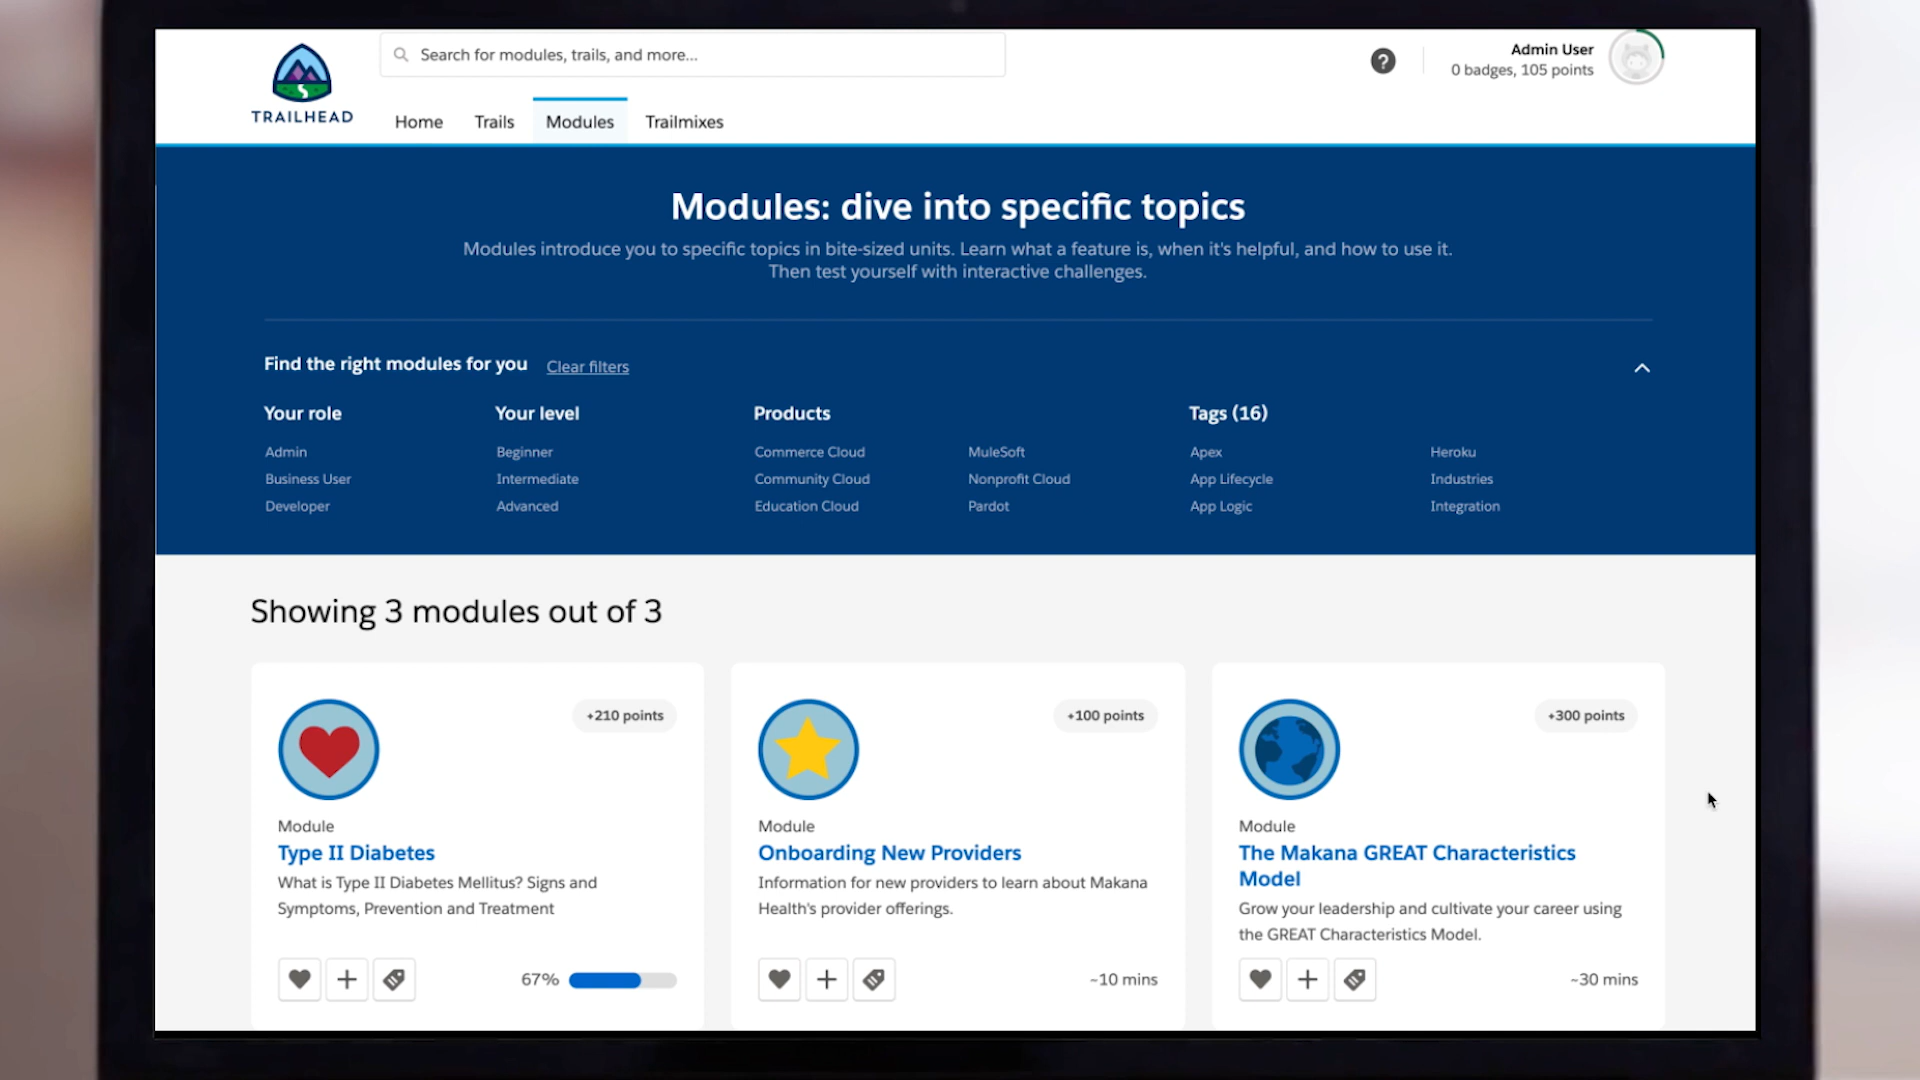 Search for modules, trails, and more...
?
Admin User
0 badges, 105 points
TRAILHEAD
Home
Trails
Modules
Trailmixes
Modules: dive into specific topics
Modules introduce you to specific topics in bite-sized units. Learn what a feature is, when it's helpful, and how to use it.
Then test yourself with interactive challenges.
Find the right modules for you
Clear filters
Your role
Admin
Business User
Developer
Your level
Beginner
Intermediate
Advanced
Products
Commerce Cloud
Community Cloud
Education Cloud
MuleSoft
Nonprofit Cloud
Pardot
Tags (16)
Apex
App Lifecycle
App Logic
Heroku
Industries
Integration
Showing 3 modules out of 3
+210 points
Module
Type II Diabetes
What is Type II Diabetes Mellitus? Signs and
Symptoms, Prevention and Treatment
67%
+100 points
Module
Onboarding New Providers
Information for new providers to learn about Makana
Health's provider offerings.
~10 mins
+300 points
Module
The Makana GREAT Characteristics
Model
Grow your leadership and cultivate your career using
the GREAT Characteristics Model.
~30 mins